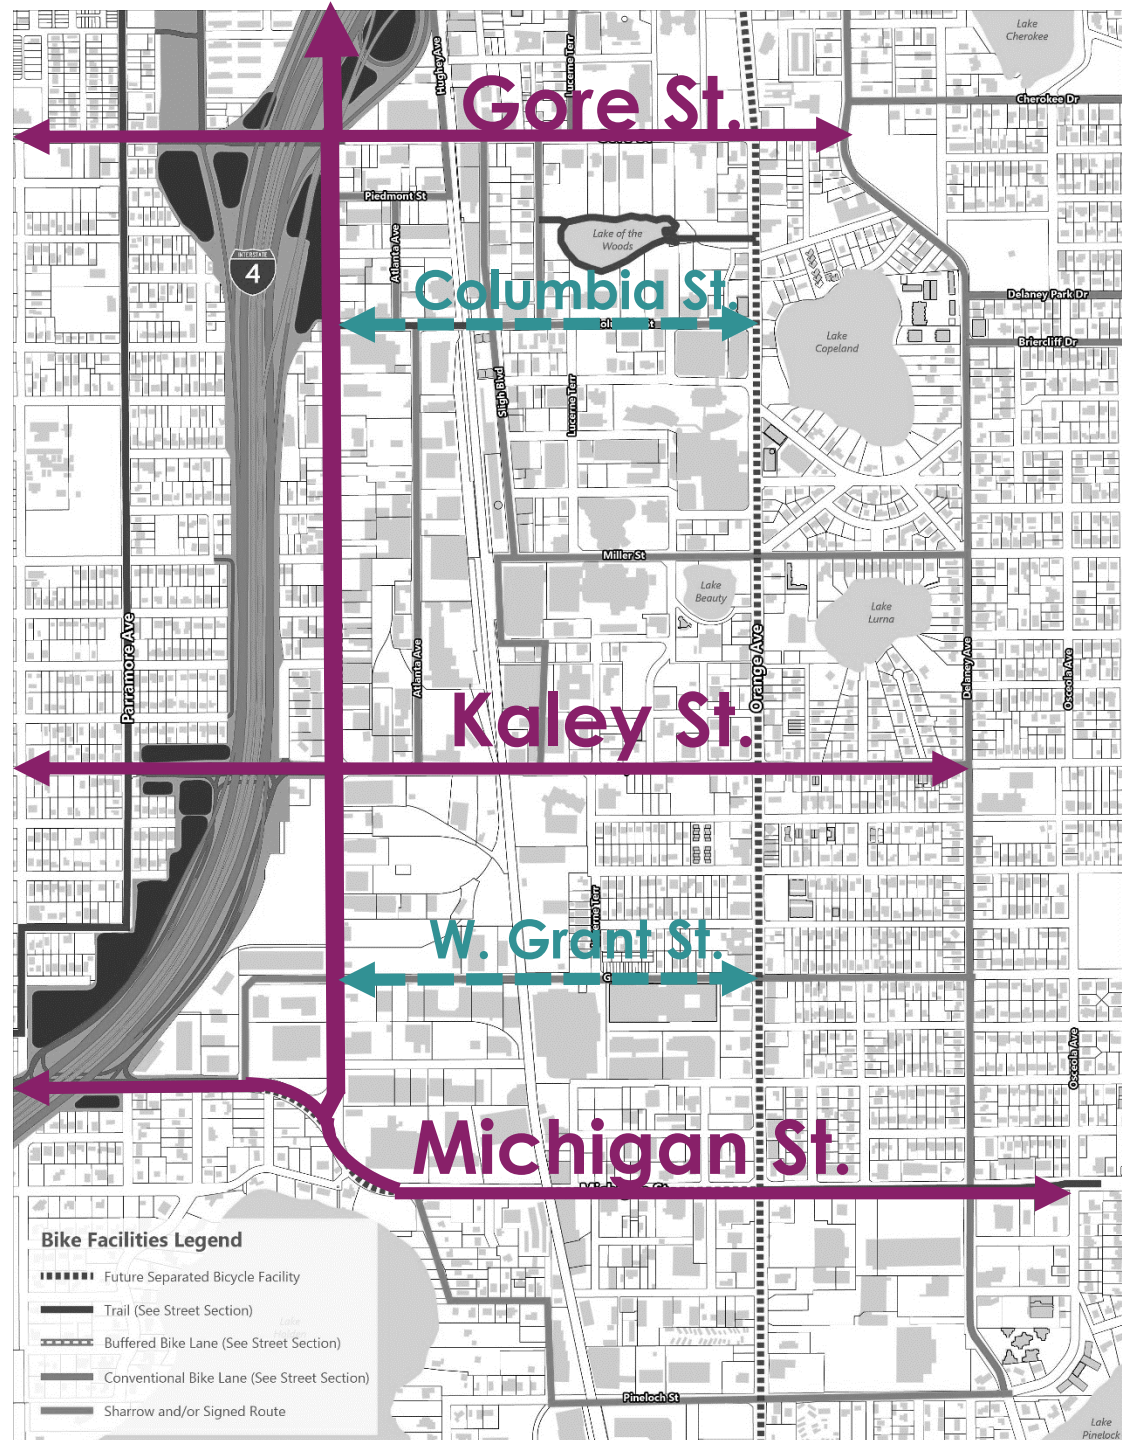 Lake
Cherokee
Hughey Ave
Lucerne Terr
Cherokee Dr
Gore St.
Piedmont St
Atlanta Ave
Lake of the
Woods
INTERSTATE
4
Columbia St.
Delaney Park Dr
Lake
Copeland
Briercliff Dr
Sligh Blvd
Lucerne Terr
Miller St
Lake
Beauty
Lake
Lurna
Parramore Ave
Atlanta Ave
Orange Ave
Delaney Ave
Osceola Ave
Kaley St.
W. Grant St.
Osceola Ave
Michigan St.
Bike Facilities Legend
Future Separated Bicycle Facility
Trail (See Street Section)
Buffered Bike Lane (See Street Section)
Conventional Bike Lane (See Street Section)
Sharrow and/or Signed Route
Lake
Pineloch St
Lake
Pinelock